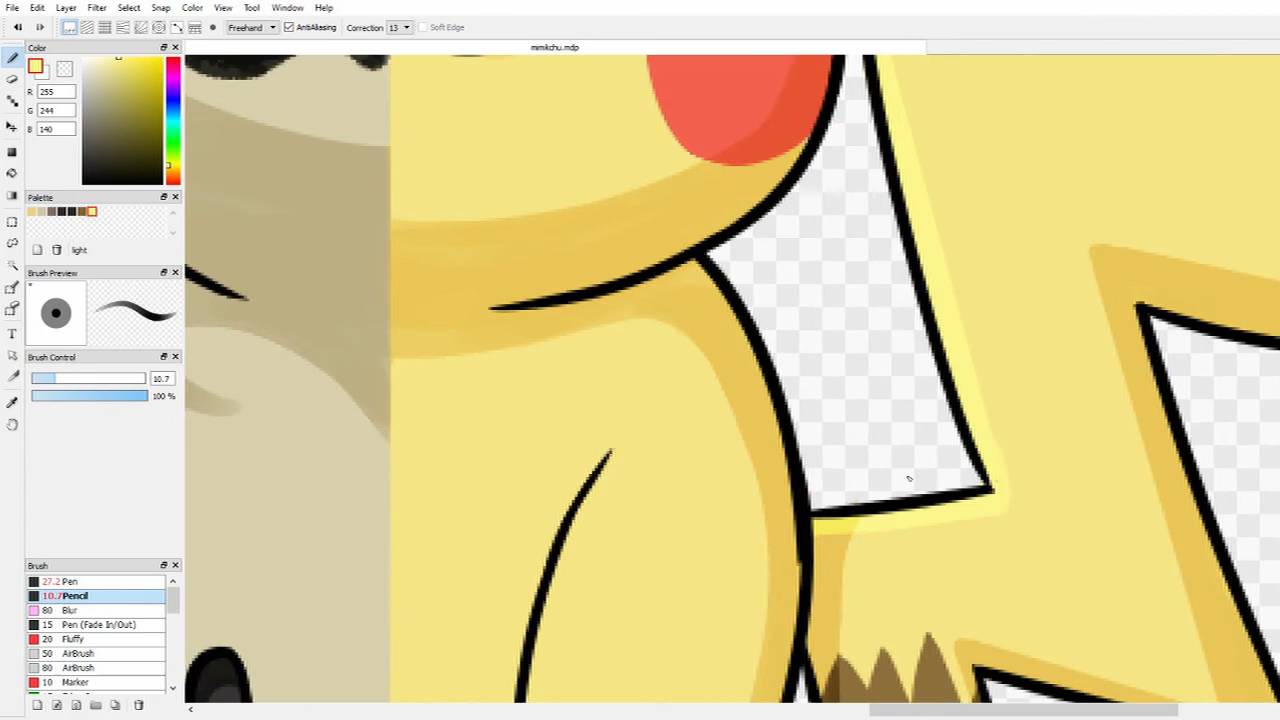 File Edit Layer Filter Select Snap Color View Tool Window Help
OFF Freehand AntiAliasing Correction 13 Soft Edge
Color mimikchu.mdp
R 255
G 244
B 140
Palette
light
Brush Preview
*
Brush Control
10.7
100 %
Brush
27.2 Pen
10.7 Pencil
80 Blur
15 Pen (Fade In/Out)
20 Fluffy
50 AirBrush
80 AirBrush
10 Marker